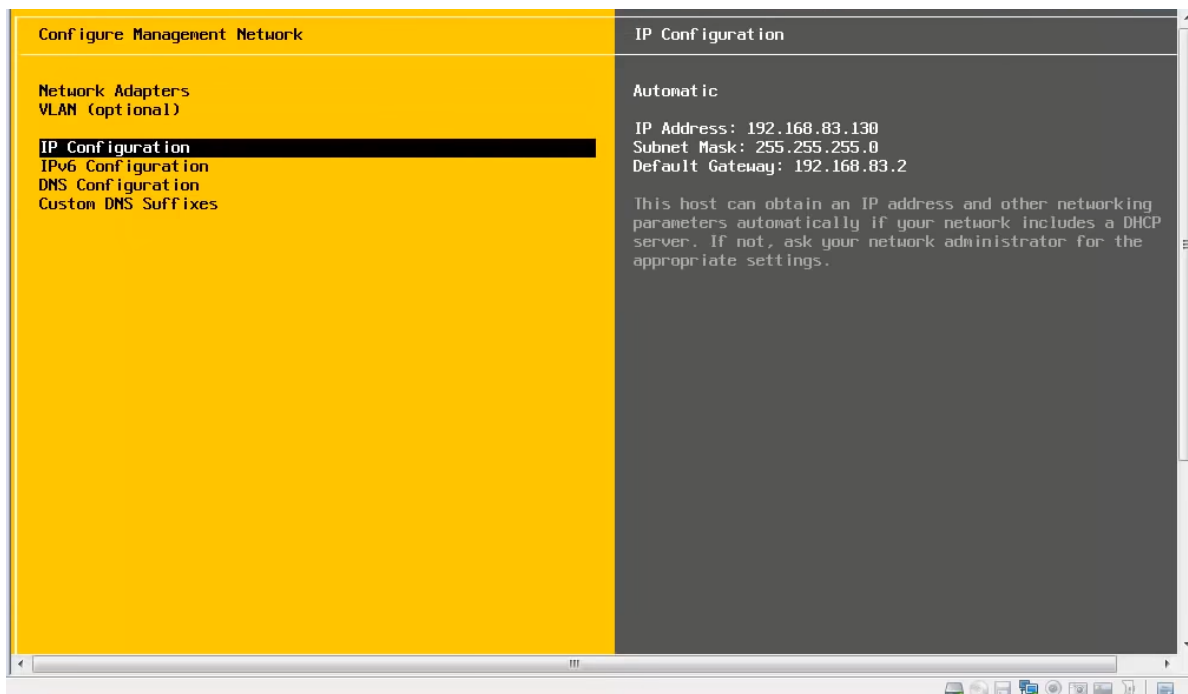 Configure Management Network
Network Adapters
VLAN (optional)
IP Configuration
IPv6 Configuration
DNS Configuration
Custom DNS Suffixes
IP Configuration
Automatic
IP Address: 192.168.83.130
Subnet Mask: 255.255.255.0
Default Gateway: 192.168.83.2
This host can obtain an IP address and other networking
parameters automatically if your network includes a DHCP
server. If not, ask your network administrator for the
appropriate settings.